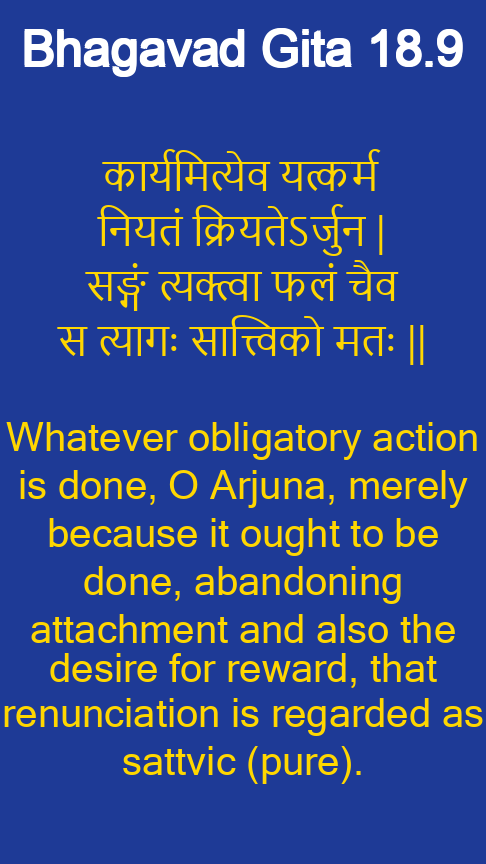 Bhagavad Gita 18.9
कार्यमित्येव यत्कर्म
नियतं क्रियतेऽर्जुन |
सङ्गं त्यक्त्वा फलं चैव
स त्यागः सात्त्विको मतः ||
Whatever obligatory action
is done, O Arjuna, merely
because it ought to be
done, abandoning
attachment and also the
desire for reward, that
renunciation is regarded as
sattvic (pure).